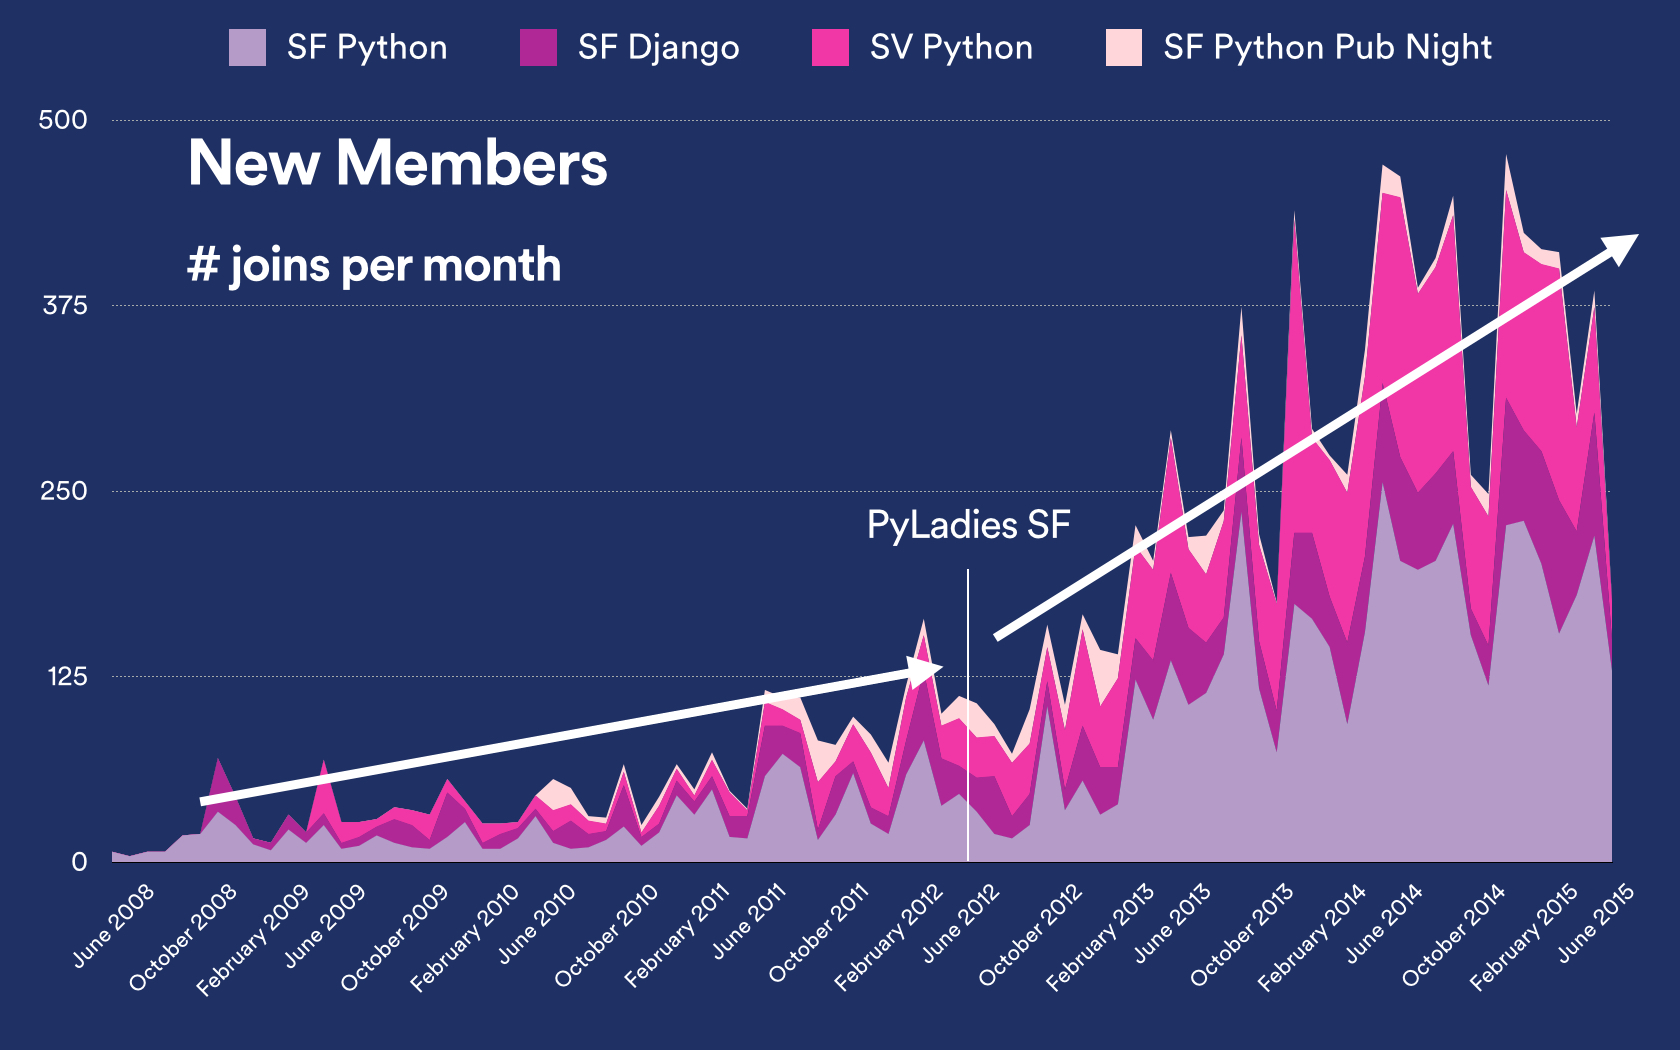 SF Python SF Django SV Python SF Python Pub Night
500
New Members
# joins per month
375
250
PyLadies SF
125
0
June 2008
October 2008
February 2009
June 2009
October 2009
February 2010
June 2010
October 2010
February 2011
June 2011
October 2011
February 2012
June 2012
October 2012
February 2013
June 2013
October 2013
February 2014
June 2014
October 2014
February 2015
June 2015